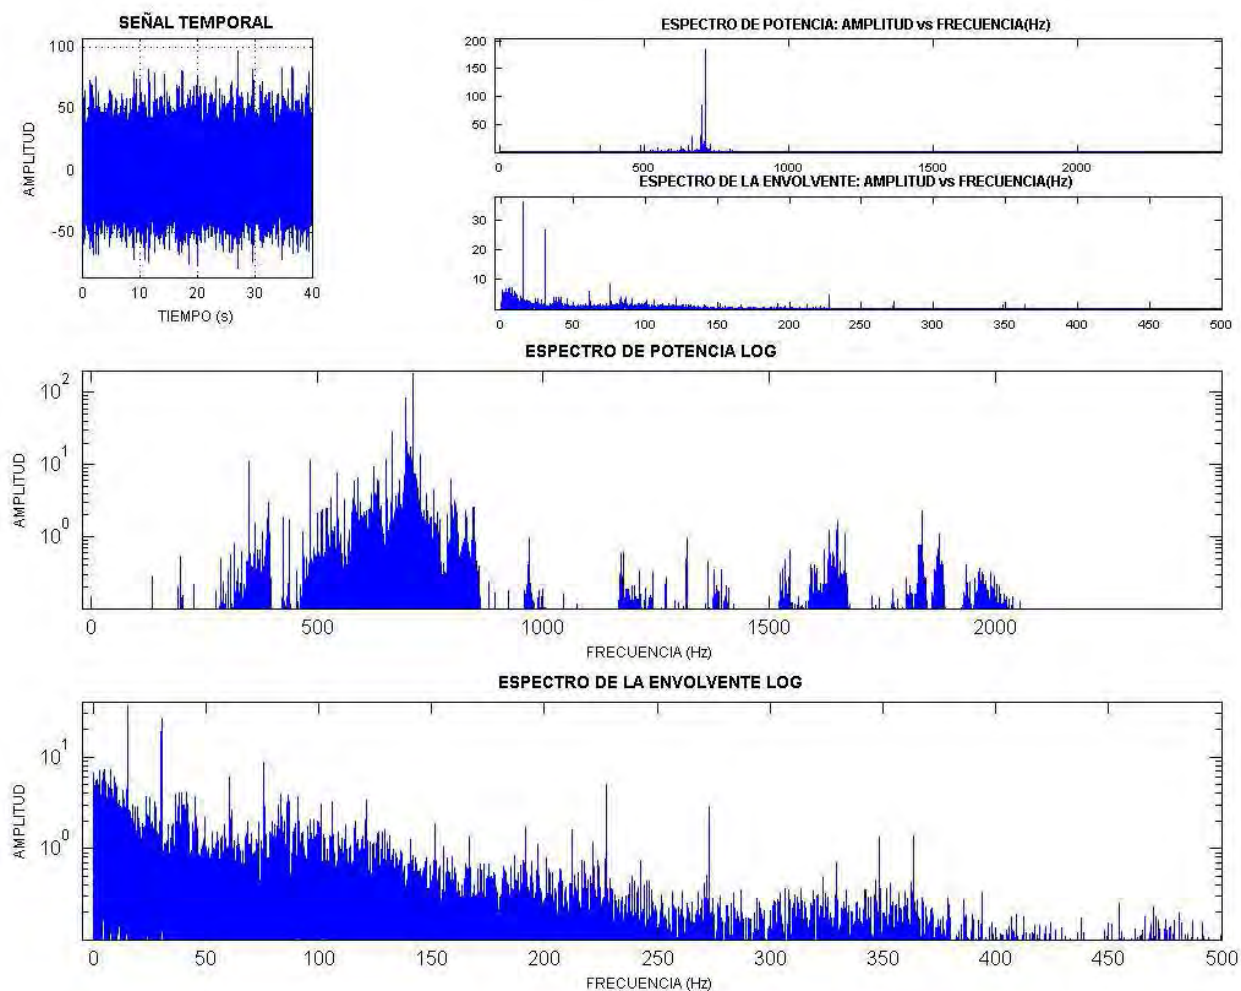 SEÑAL TEMPORAL
100
50
0
-50
AMPLITUD
0 10 20 30 40
TIEMPO (s)
ESPECTRO DE POTENCIA: AMPLITUD vs FRECUENCIA(Hz)
200
150
100
50
0 500 1000 1500 2000
ESPECTRO DE LA ENVOLVENTE: AMPLITUD vs FRECUENCIA(Hz)
30
20
10
0 50 100 150 200 250 300 350 400 450 500
ESPECTRO DE POTENCIA LOG
10^2
10^1
10^0
AMPLITUD
0 500 1000 1500 2000
FRECUENCIA (Hz)
ESPECTRO DE LA ENVOLVENTE LOG
10^1
10^0
AMPLITUD
0 50 100 150 200 250 300 350 400 450 500
FRECUENCIA (Hz)